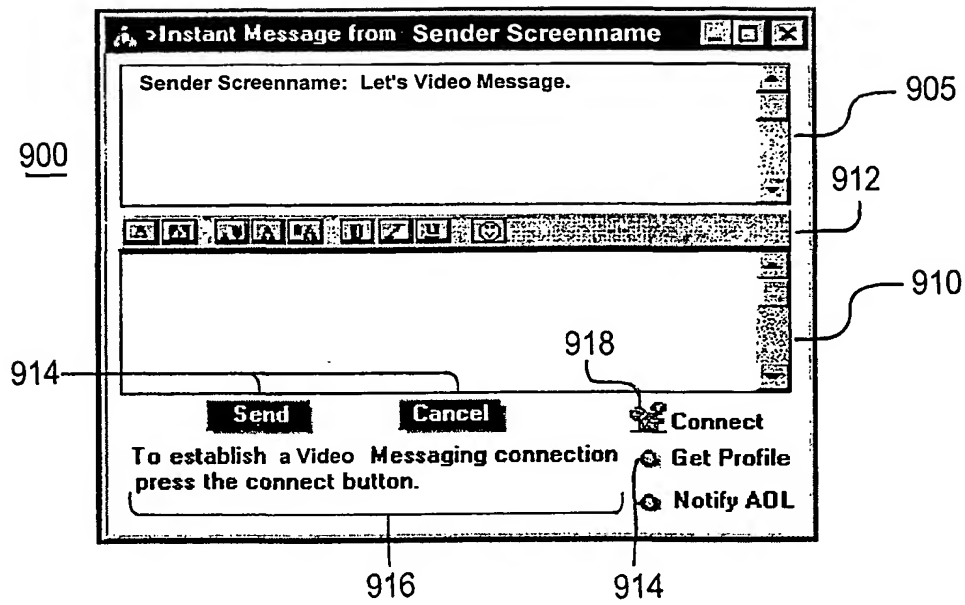 >Instant Message from Sender Screenname
Sender Screenname: Let's Video Message.
905
900
912
910
918
914
Send Cancel Connect
To establish a Video Messaging connection Get Profile
press the connect button. Notify AOL
916 914